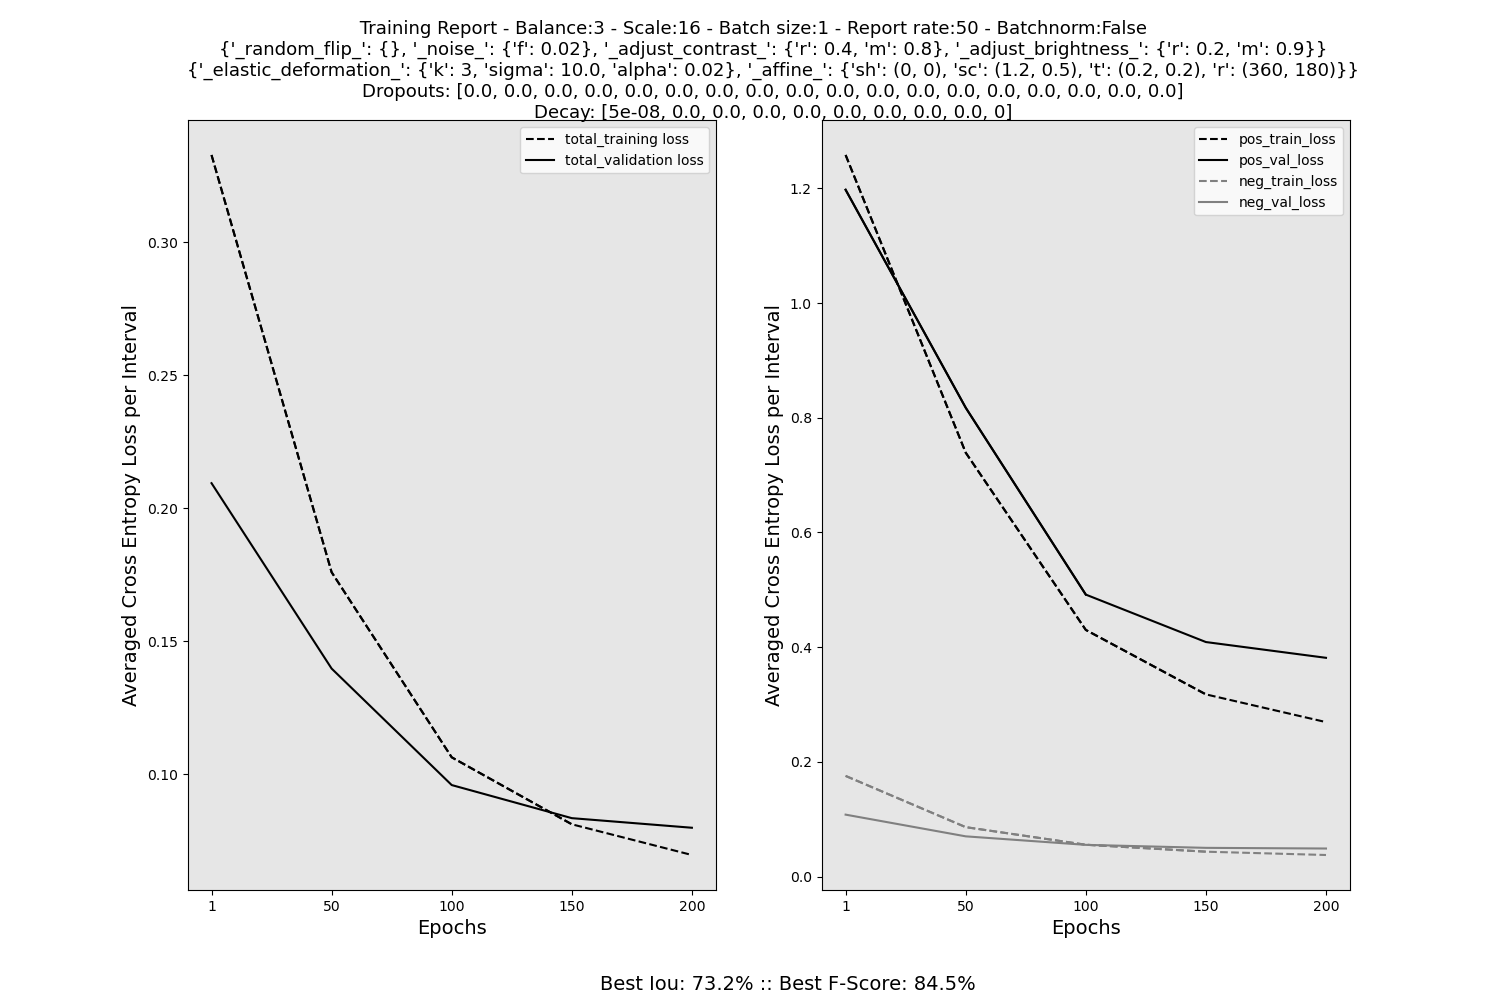 Training Report - Balance:3 - Scale:16 - Batch size:1 - Report rate:50 - Batchnorm:False
{'_random_flip_': {}, '_noise_': {'f': 0.02}, '_adjust_contrast_': {'r': 0.4, 'm': 0.8}, '_adjust_brightness_': {'r': 0.2, 'm': 0.9}}
{'_elastic_deformation_': {'k': 3, 'sigma': 10.0, 'alpha': 0.02}, '_affine_': {'sh': (0, 0), 'sc': (1.2, 0.5), 't': (0.2, 0.2), 'r': (360, 180)}}
Dropouts: [0.0, 0.0, 0.0, 0.0, 0.0, 0.0, 0.0, 0.0, 0.0, 0.0, 0.0, 0.0, 0.0, 0.0, 0.0, 0.0, 0.0, 0.0]
Decay: [5e-08, 0.0, 0.0, 0.0, 0.0, 0.0, 0.0, 0.0, 0.0, 0]
total_training loss
total_validation loss
0.30
0.25
0.20
0.15
0.10
Averaged Cross Entropy Loss per Interval
1 50 100 150 200
Epochs
pos_train_loss
pos_val_loss
neg_train_loss
neg_val_loss
1.2
1.0
0.8
0.6
0.4
0.2
0.0
Averaged Cross Entropy Loss per Interval
1 50 100 150 200
Epochs
Best Iou: 73.2% :: Best F-Score: 84.5%